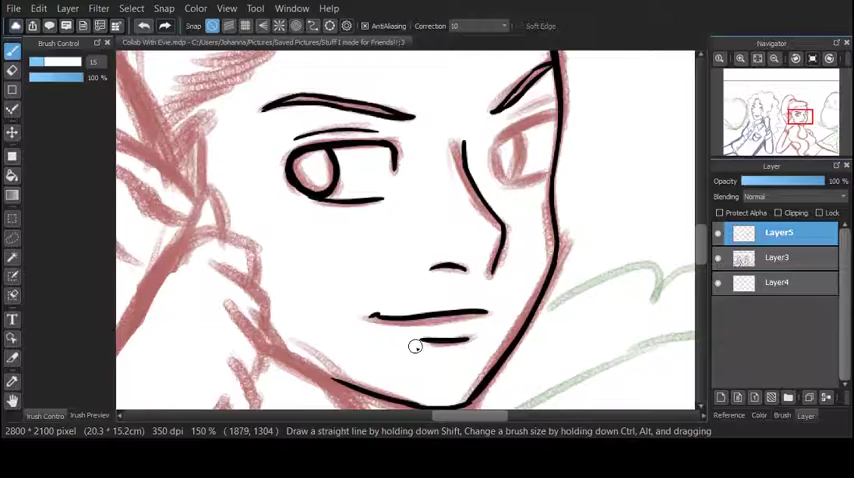 File Edit Layer Filter Select Snap Color View Tool Window Help
Snap AntiAliasing Correction 10 Soft Edge
Brush Control
Collab With Evie.mdp - C:/Users/Johanna/Pictures/Saved Pictures/Stuff I made for Friends!!:3
Navigator
15
100 %
Layer
Opacity 100 %
Blending Normal
Protect Alpha Clipping Lock
Layer5
Layer3
Layer4
Brush Preview
Reference Color Brush Layer
2800 * 2100 pixel (20.3 * 15.2cm) 350 dpi 150 % ( 1879, 1304 ) Draw a straight line by holding down Shift, Change a brush size by holding down Ctrl, Alt, and dragging